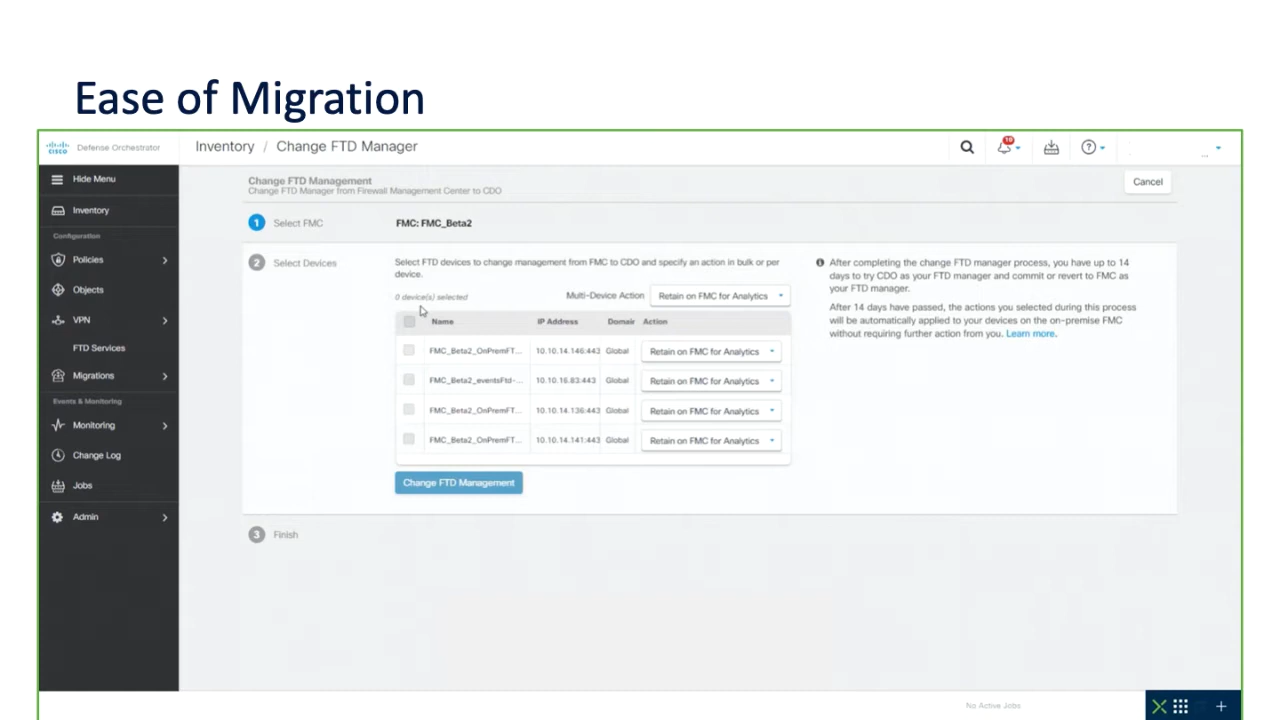 Ease of Migration
cisco Defense Orchestrator
Inventory / Change FTD Manager
10
Hide Menu
Inventory
Configuration
Policies
Objects
VPN
FTD Services
Migrations
Events & Monitoring
Monitoring
Change Log
Jobs
Admin
Change FTD Management
Change FTD Manager from Firewall Management Center to CDO
Cancel
1 Select FMC FMC: FMC_Beta2
2 Select Devices
Select FTD devices to change management from FMC to CDO and specify an action in bulk or per
device.
0 device(s) selected Multi-Device Action Retain on FMC for Analytics
Name IP Address Domain Action
FMC_Beta2_OnPremFT... 10.10.14.146:443 Global Retain on FMC for Analytics
FMC_Beta2_eventsFtd-... 10.10.16.83:443 Global Retain on FMC for Analytics
FMC_Beta2_OnPremFT... 10.10.14.136:443 Global Retain on FMC for Analytics
FMC_Beta2_OnPremFT... 10.10.14.141:443 Global Retain on FMC for Analytics
Change FTD Management
After completing the change FTD manager process, you have up to 14
days to try CDO as your FTD manager and commit or revert to FMC as
your FTD manager.
After 14 days have passed, the actions you selected during this process
will be automatically applied to your devices on the on-premise FMC
without requiring further action from you. Learn more.
3 Finish
No Active Jobs